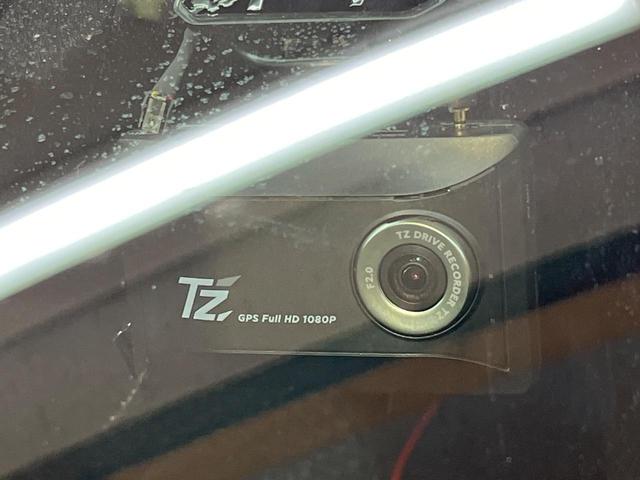 TZ
GPS Full HD 1080P
TZ DRIVE RECORDER TZ
F2.0